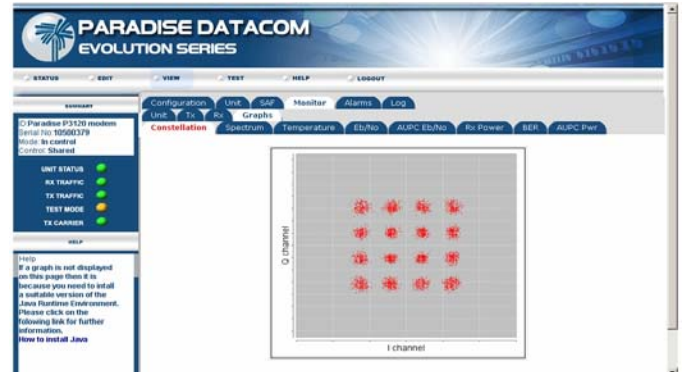 PARADISE DATACOM
EVOLUTION SERIES
STATUS EDIT VIEW TEST HELP LOGOUT
SUMMARY
ID Paradise P3120 modem
Serial No: 10500379
Mode: In control
Control: Shared
UNIT STATUS
RX TRAFFIC
TX TRAFFIC
TEST MODE
TX CARRIER
HELP
Help
If a graph is not displayed
on this page then it is
because you need to intall
a suitable version of the
Java Runtime Environment.
Please click on the
folowing link for further
information.
How to install Java
Configuration Unit SAF Monitor Alarms Log
Unit Tx Rx Graphs
Constellation Spectrum Temperature Eb/No AUPC Eb/No Rx Power BER AUPC Pwr
Q channel
I channel